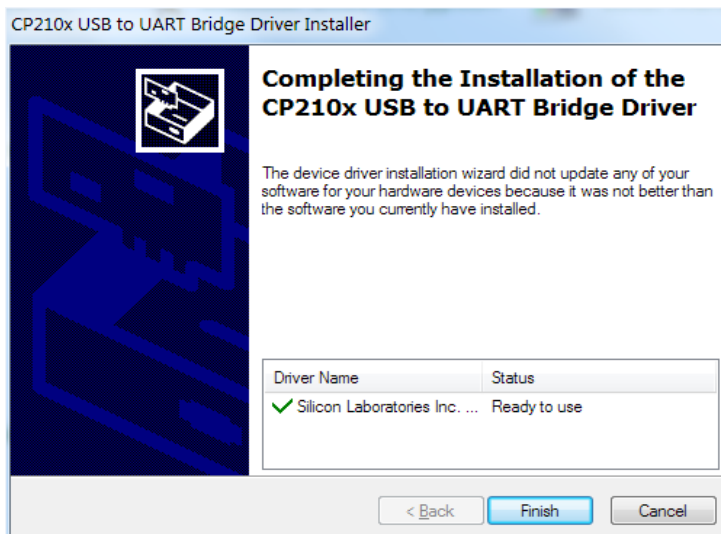 CP210x USB to UART Bridge Driver Installer
Completing the Installation of the
CP210x USB to UART Bridge Driver
The device driver installation wizard did not update any of your
software for your hardware devices because it was not better than
the software you currently have installed.
Driver Name Status
Silicon Laboratories Inc. ... Ready to use
< Back Finish Cancel